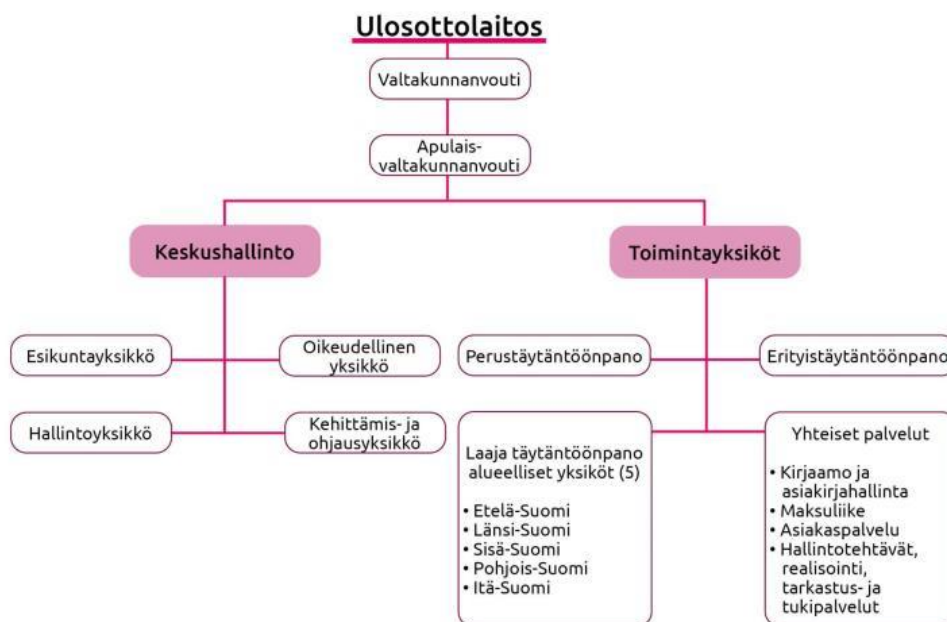 Ulosottolaitos
Valtakunnanvouti
Apulais-
valtakunnanvouti
Keskushallinto
Toimintayksiköt
Esikuntayksikkö
Oikeudellinen
yksikkö
Hallintoyksikkö
Kehittämis- ja
ohjausyksikkö
Perustäytäntöönpano
Erityistäytäntöönpano
Laaja täytäntöönpano
alueelliset yksiköt (5)
• Etelä-Suomi
• Länsi-Suomi
• Sisä-Suomi
• Pohjois-Suomi
• Itä-Suomi
Yhteiset palvelut
• Kirjaamo ja
asiakirjahallinta
• Maksuliike
• Asiakaspalvelu
• Hallintotehtävät,
realisointi,
tarkastus- ja
tukipalvelut